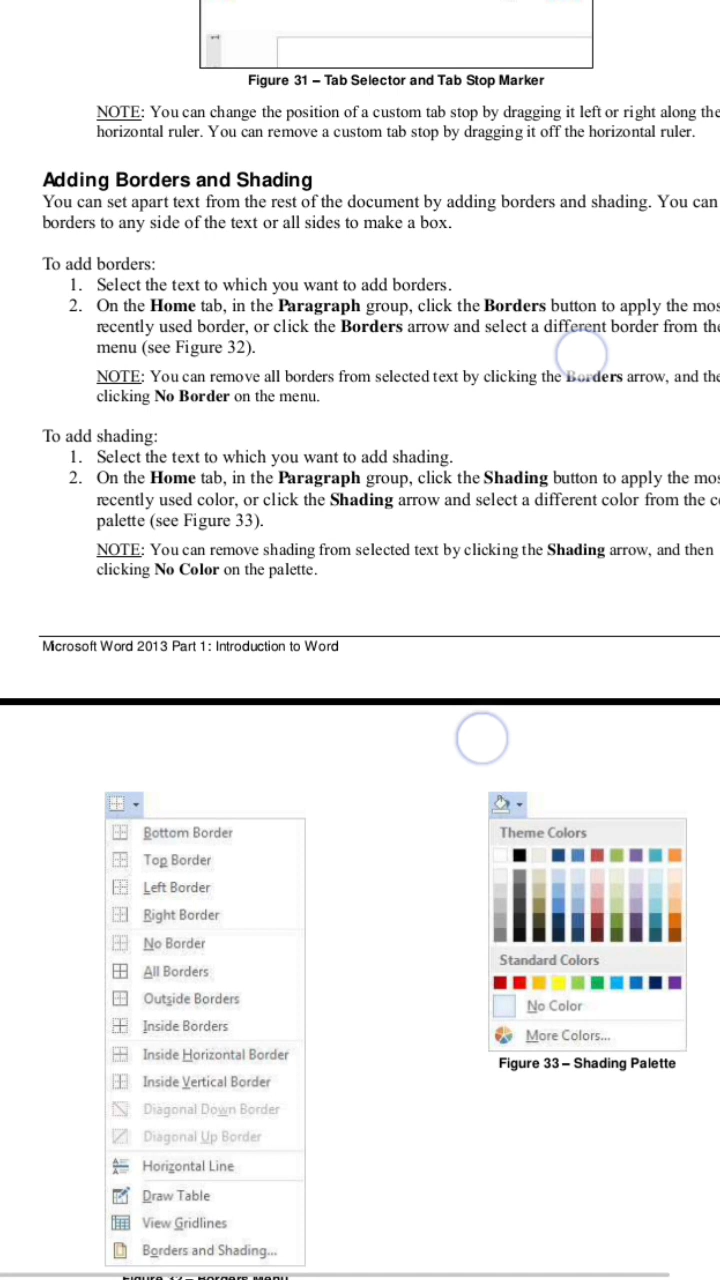 Figure 31 – Tab Selector and Tab Stop Marker
NOTE: You can change the position of a custom tab stop by dragging it left or right along the
horizontal ruler. You can remove a custom tab stop by dragging it off the horizontal ruler.
Adding Borders and Shading
You can set apart text from the rest of the document by adding borders and shading. You can
borders to any side of the text or all sides to make a box.
To add borders:
1. Select the text to which you want to add borders.
2. On the Home tab, in the Paragraph group, click the Borders button to apply the mos
recently used border, or click the Borders arrow and select a different border from the
menu (see Figure 32).
NOTE: You can remove all borders from selected text by clicking the Borders arrow, and the
clicking No Border on the menu.
To add shading:
1. Select the text to which you want to add shading.
2. On the Home tab, in the Paragraph group, click the Shading button to apply the mos
recently used color, or click the Shading arrow and select a different color from the c
palette (see Figure 33).
NOTE: You can remove shading from selected text by clicking the Shading arrow, and then
clicking No Color on the palette.
Microsoft Word 2013 Part 1: Introduction to Word
Bottom Border
Top Border
Left Border
Right Border
No Border
All Borders
Outside Borders
Inside Borders
Inside Horizontal Border
Inside Vertical Border
Diagonal Down Border
Diagonal Up Border
Horizontal Line
Draw Table
View Gridlines
Borders and Shading...
Figure 32 – Borders Menu
Theme Colors
Standard Colors
No Color
More Colors...
Figure 33 – Shading Palette